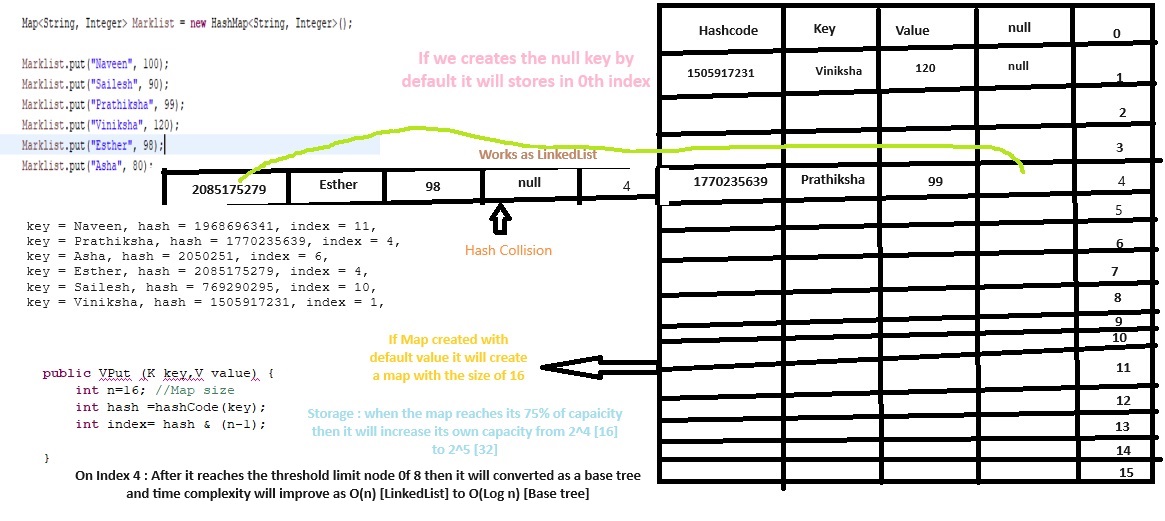 Map<String, Integer> Marklist = new HashMap<String, Integer>();
Marklist.put("Naveen", 100);
Marklist.put("Sailesh", 90);
Marklist.put("Prathiksha", 99);
Marklist.put("Viniksha", 120);
Marklist.put("Esther", 98);
Marklist.put("Asha", 80);
If we creates the null key by
default it will stores in 0th index
Hashcode Key Value null 0
1505917231 Viniksha 120 null 1
2
3
Works as LinkedList
2085175279 Esther 98 null 4
1770235639 Prathiksha 99 4
Hash Collision
5
6
7
8
9
10
11
12
13
14
15
key = Naveen, hash = 1968696341, index = 11,
key = Prathiksha, hash = 1770235639, index = 4,
key = Asha, hash = 2050251, index = 6,
key = Esther, hash = 2085175279, index = 4,
key = Sailesh, hash = 769290295, index = 10,
key = Viniksha, hash = 1505917231, index = 1,
If Map created with
default value it will create
a map with the size of 16
public VPut (K key,V value) {
int n=16; //Map size
int hash =hashCode(key);
int index= hash & (n-1);
}
Storage : when the map reaches its 75% of capaicity
then it will increase its own capacity from 2^4 [16]
to 2^5 [32]
On Index 4 : After it reaches the threshold limit node 0f 8 then it will converted as a base tree
and time complexity will improve as O(n) [LinkedList] to O(Log n) [Base tree]